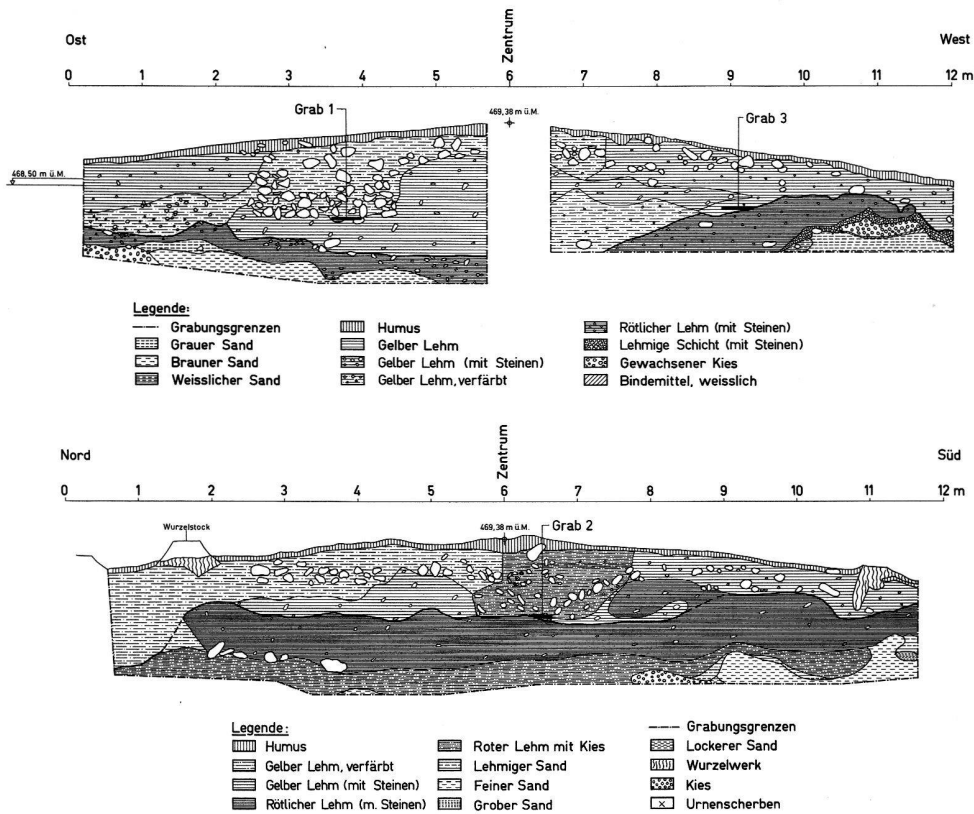 Ost
Zentrum
West
0 1 2 3 4 5 6 7 8 9 10 11 12 m
Grab 1
469,38 m ü.M.
Grab 3
468,50 m ü.M.
Legende:
Grabungsgrenzen
Grauer Sand
Brauner Sand
Weisslicher Sand
Humus
Gelber Lehm
Gelber Lehm (mit Steinen)
Gelber Lehm, verfärbt
Rötlicher Lehm (mit Steinen)
Lehmige Schicht (mit Steinen)
Gewachsener Kies
Bindemittel, weisslich
Nord
Zentrum
Süd
0 1 2 3 4 5 6 7 8 9 10 11 12 m
Wurzelstock
469,38 m ü.M.
Grab 2
Legende:
Humus
Gelber Lehm, verfärbt
Gelber Lehm (mit Steinen)
Rötlicher Lehm (m. Steinen)
Roter Lehm mit Kies
Lehmiger Sand
Feiner Sand
Grober Sand
Grabungsgrenzen
Lockerer Sand
Wurzelwerk
Kies
Urnenscherben